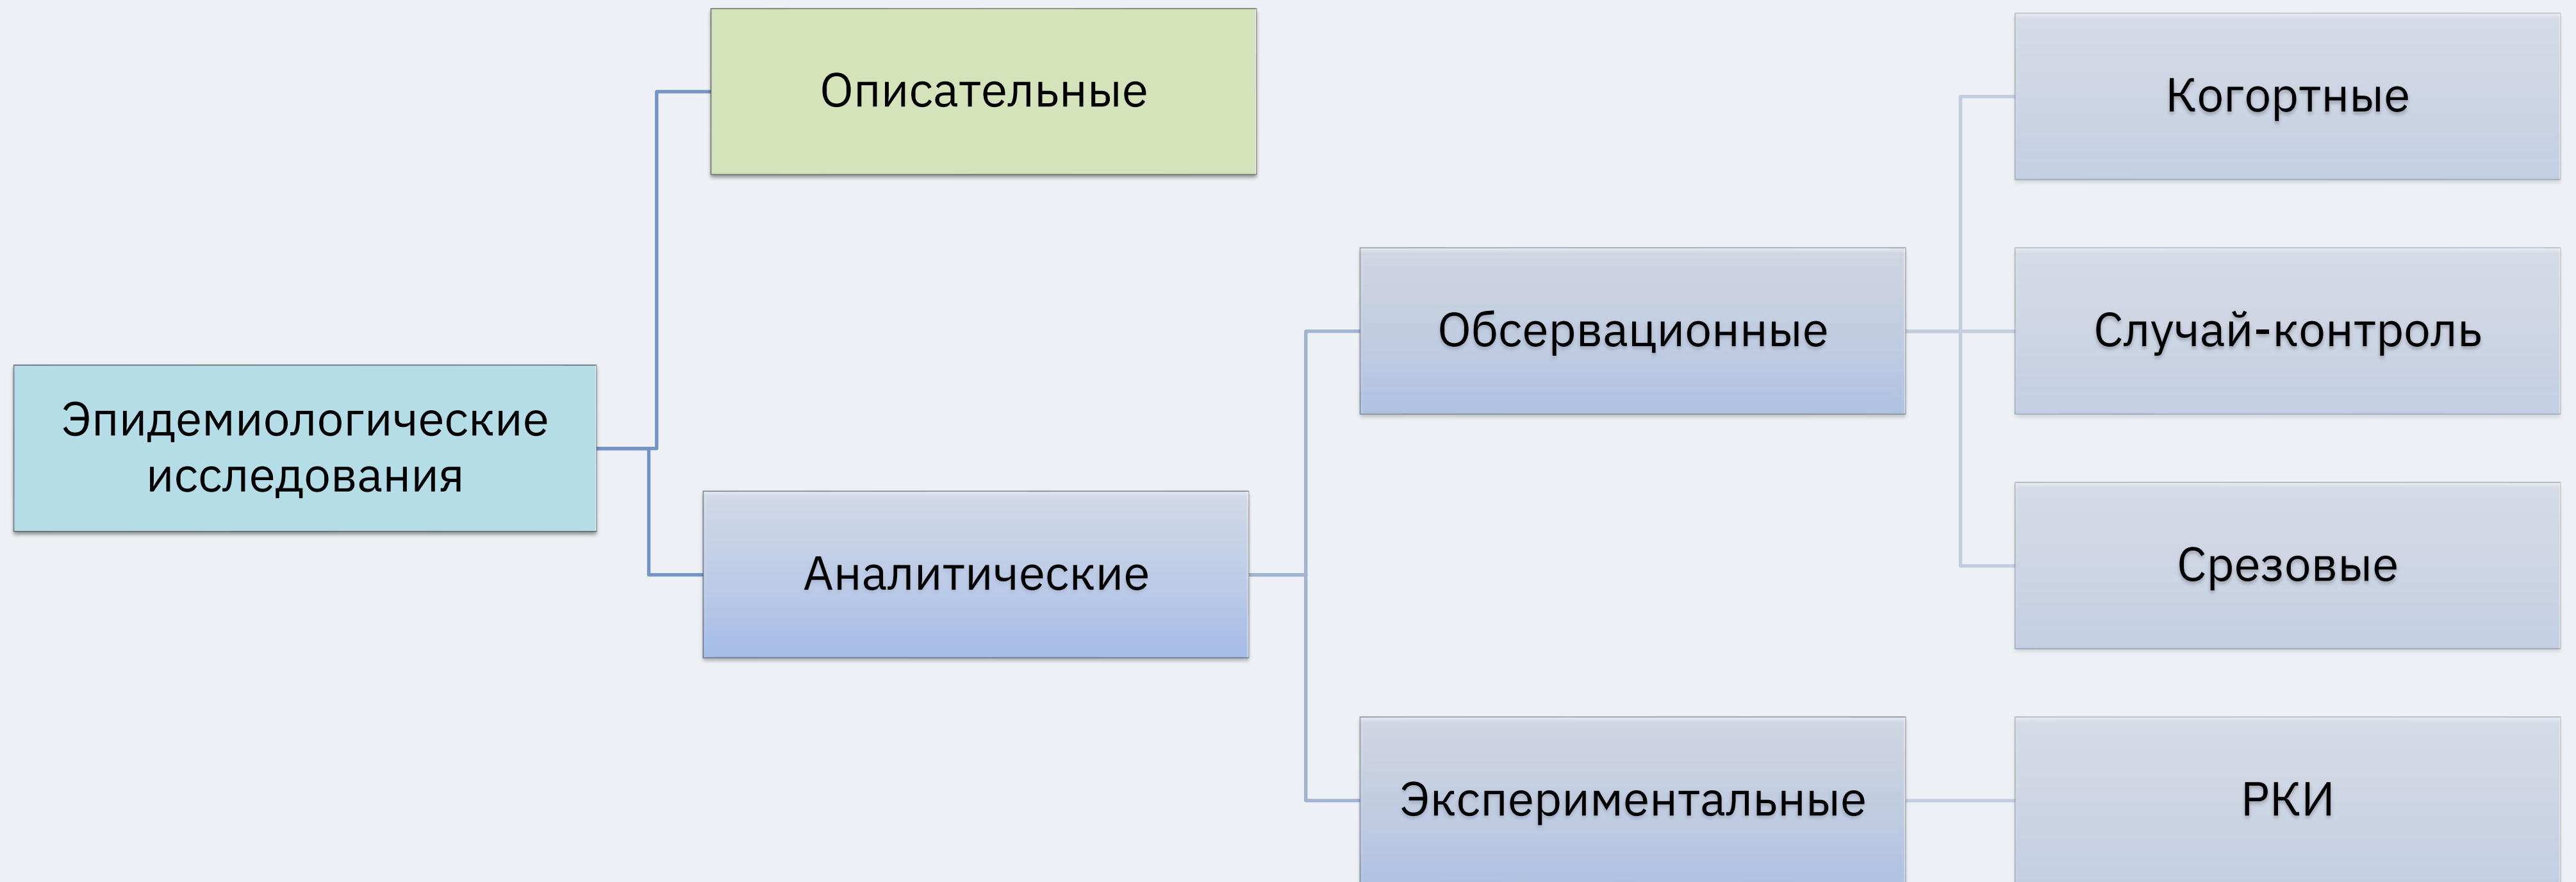 Эпидемиологические
исследования
Описательные
Аналитические
Обсервационные
Экспериментальные
Когортные
Случай-контроль
Срезовые
РКИ